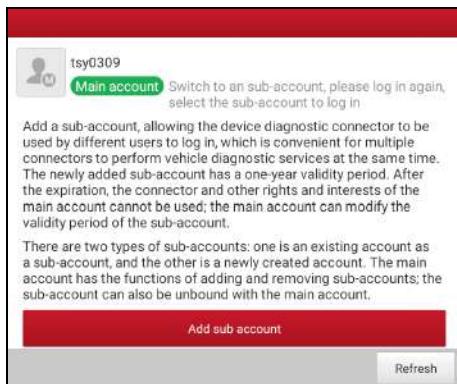 tsy0309
Main account Switch to an sub-account, please log in again,
select the sub-account to log in
Add a sub-account, allowing the device diagnostic connector to be
used by different users to log in, which is convenient for multiple
connectors to perform vehicle diagnostic services at the same time.
The newly added sub-account has a one-year validity period. After
the expiration, the connector and other rights and interests of the
main account cannot be used; the main account can modify the
validity period of the sub-account.
There are two types of sub-accounts: one is an existing account as
a sub-account, and the other is a newly created account. The main
account has the functions of adding and removing sub-accounts; the
sub-account can also be unbound with the main account.
Add sub account
Refresh